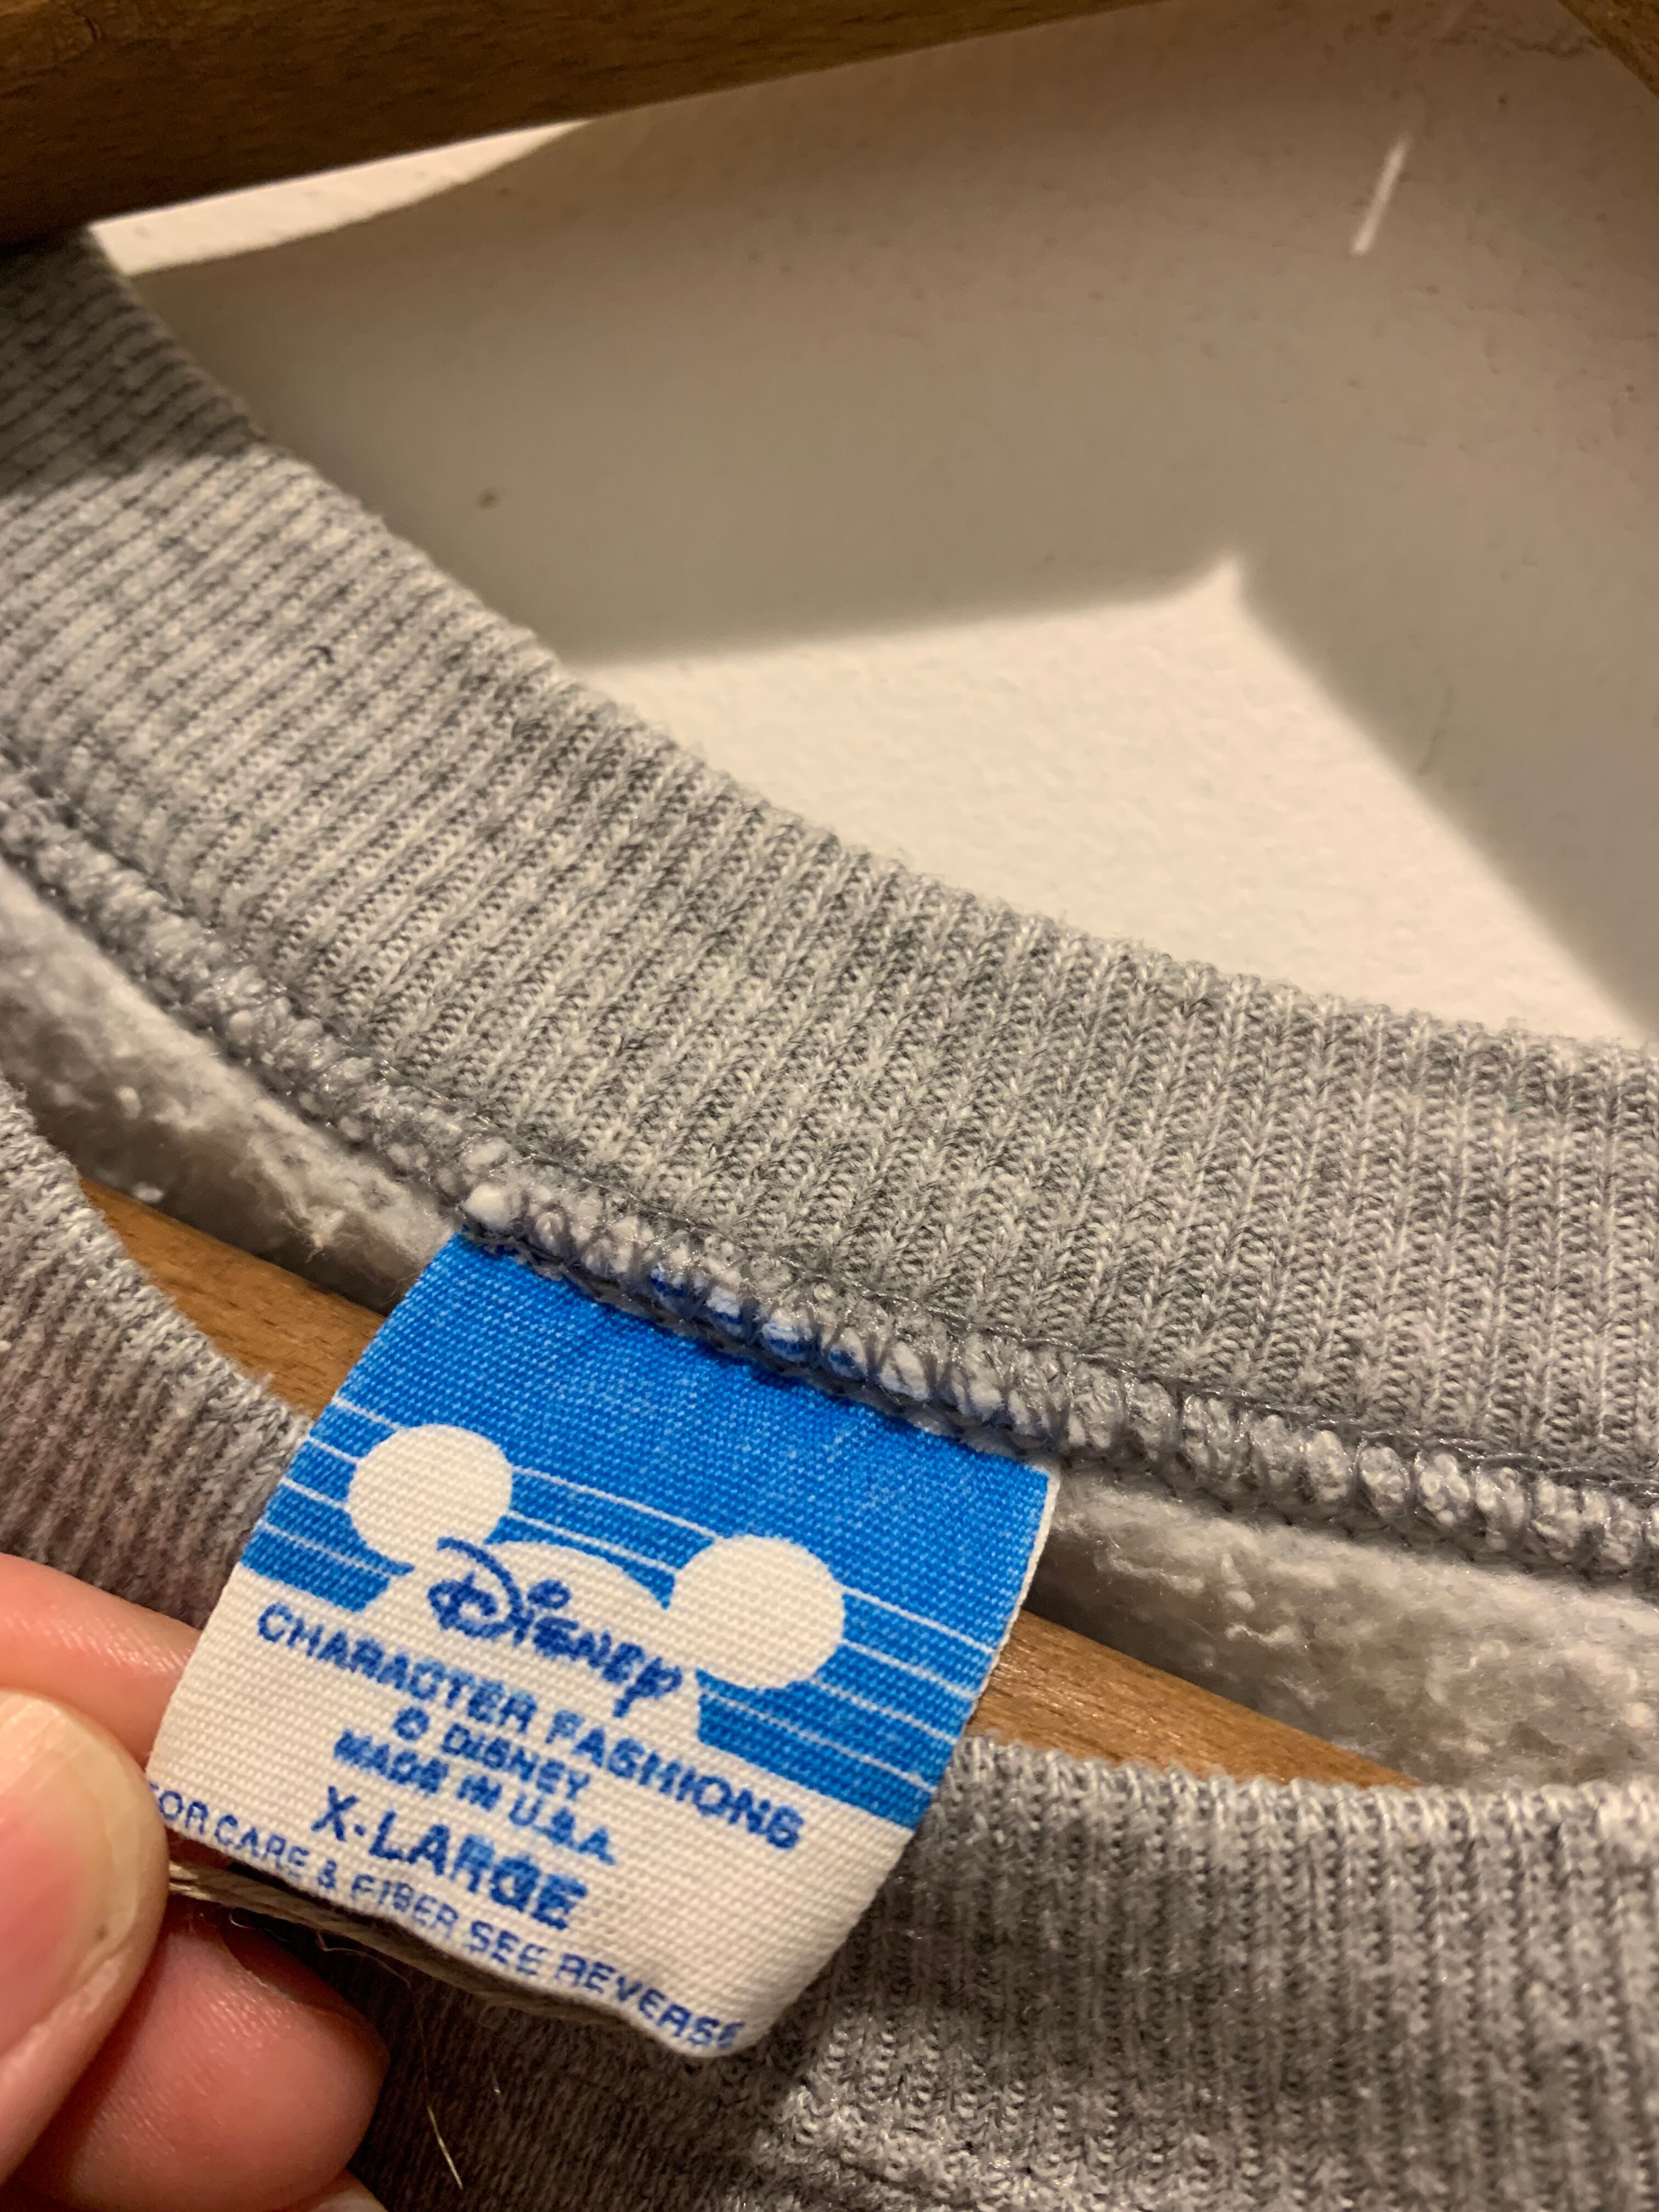 Disney
CHARACTER FASHIONS
© DISNEY
MADE IN U.S.A.
X-LARGE
FOR CARE & FIBER SEE REVERSE